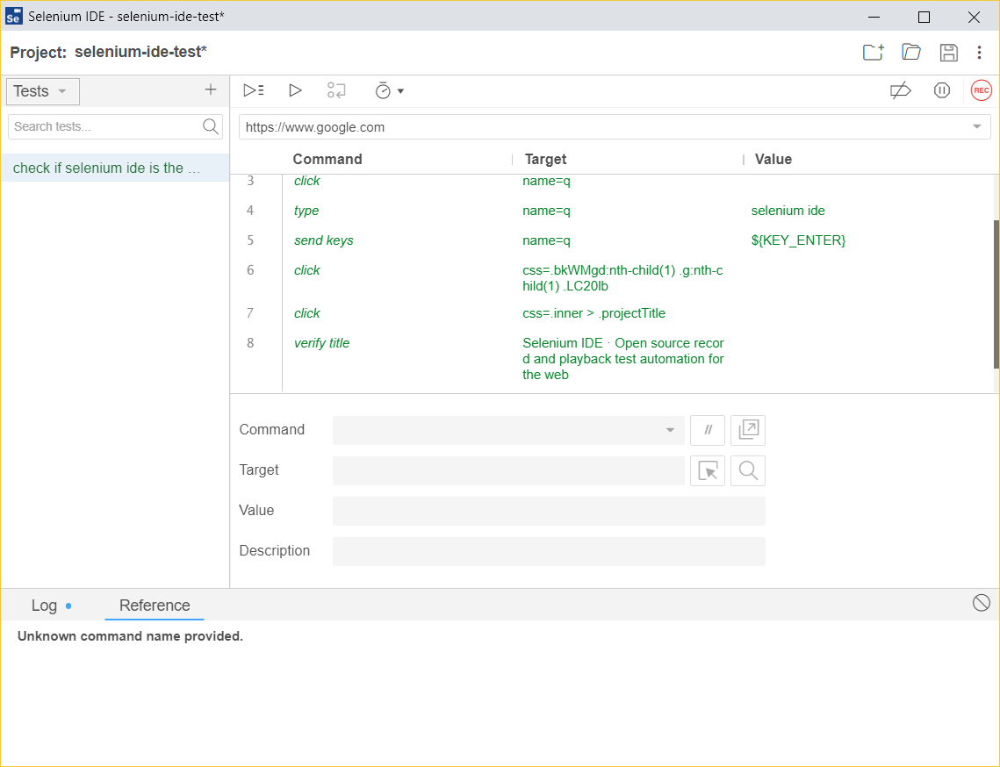 Se Selenium IDE - selenium-ide-test*
Project: selenium-ide-test*
Tests
Search tests...
check if selenium ide is the ...
REC
https://www.google.com
Command Target Value
3 click name=q
4 type name=q selenium ide
5 send keys name=q ${KEY_ENTER}
6 click css=.bkWMgd:nth-child(1) .g:nth-c
hild(1) .LC20lb
7 click css=.inner > .projectTitle
8 verify title Selenium IDE · Open source recor
d and playback test automation for
the web
Command //
Target
Value
Description
Log Reference
Unknown command name provided.